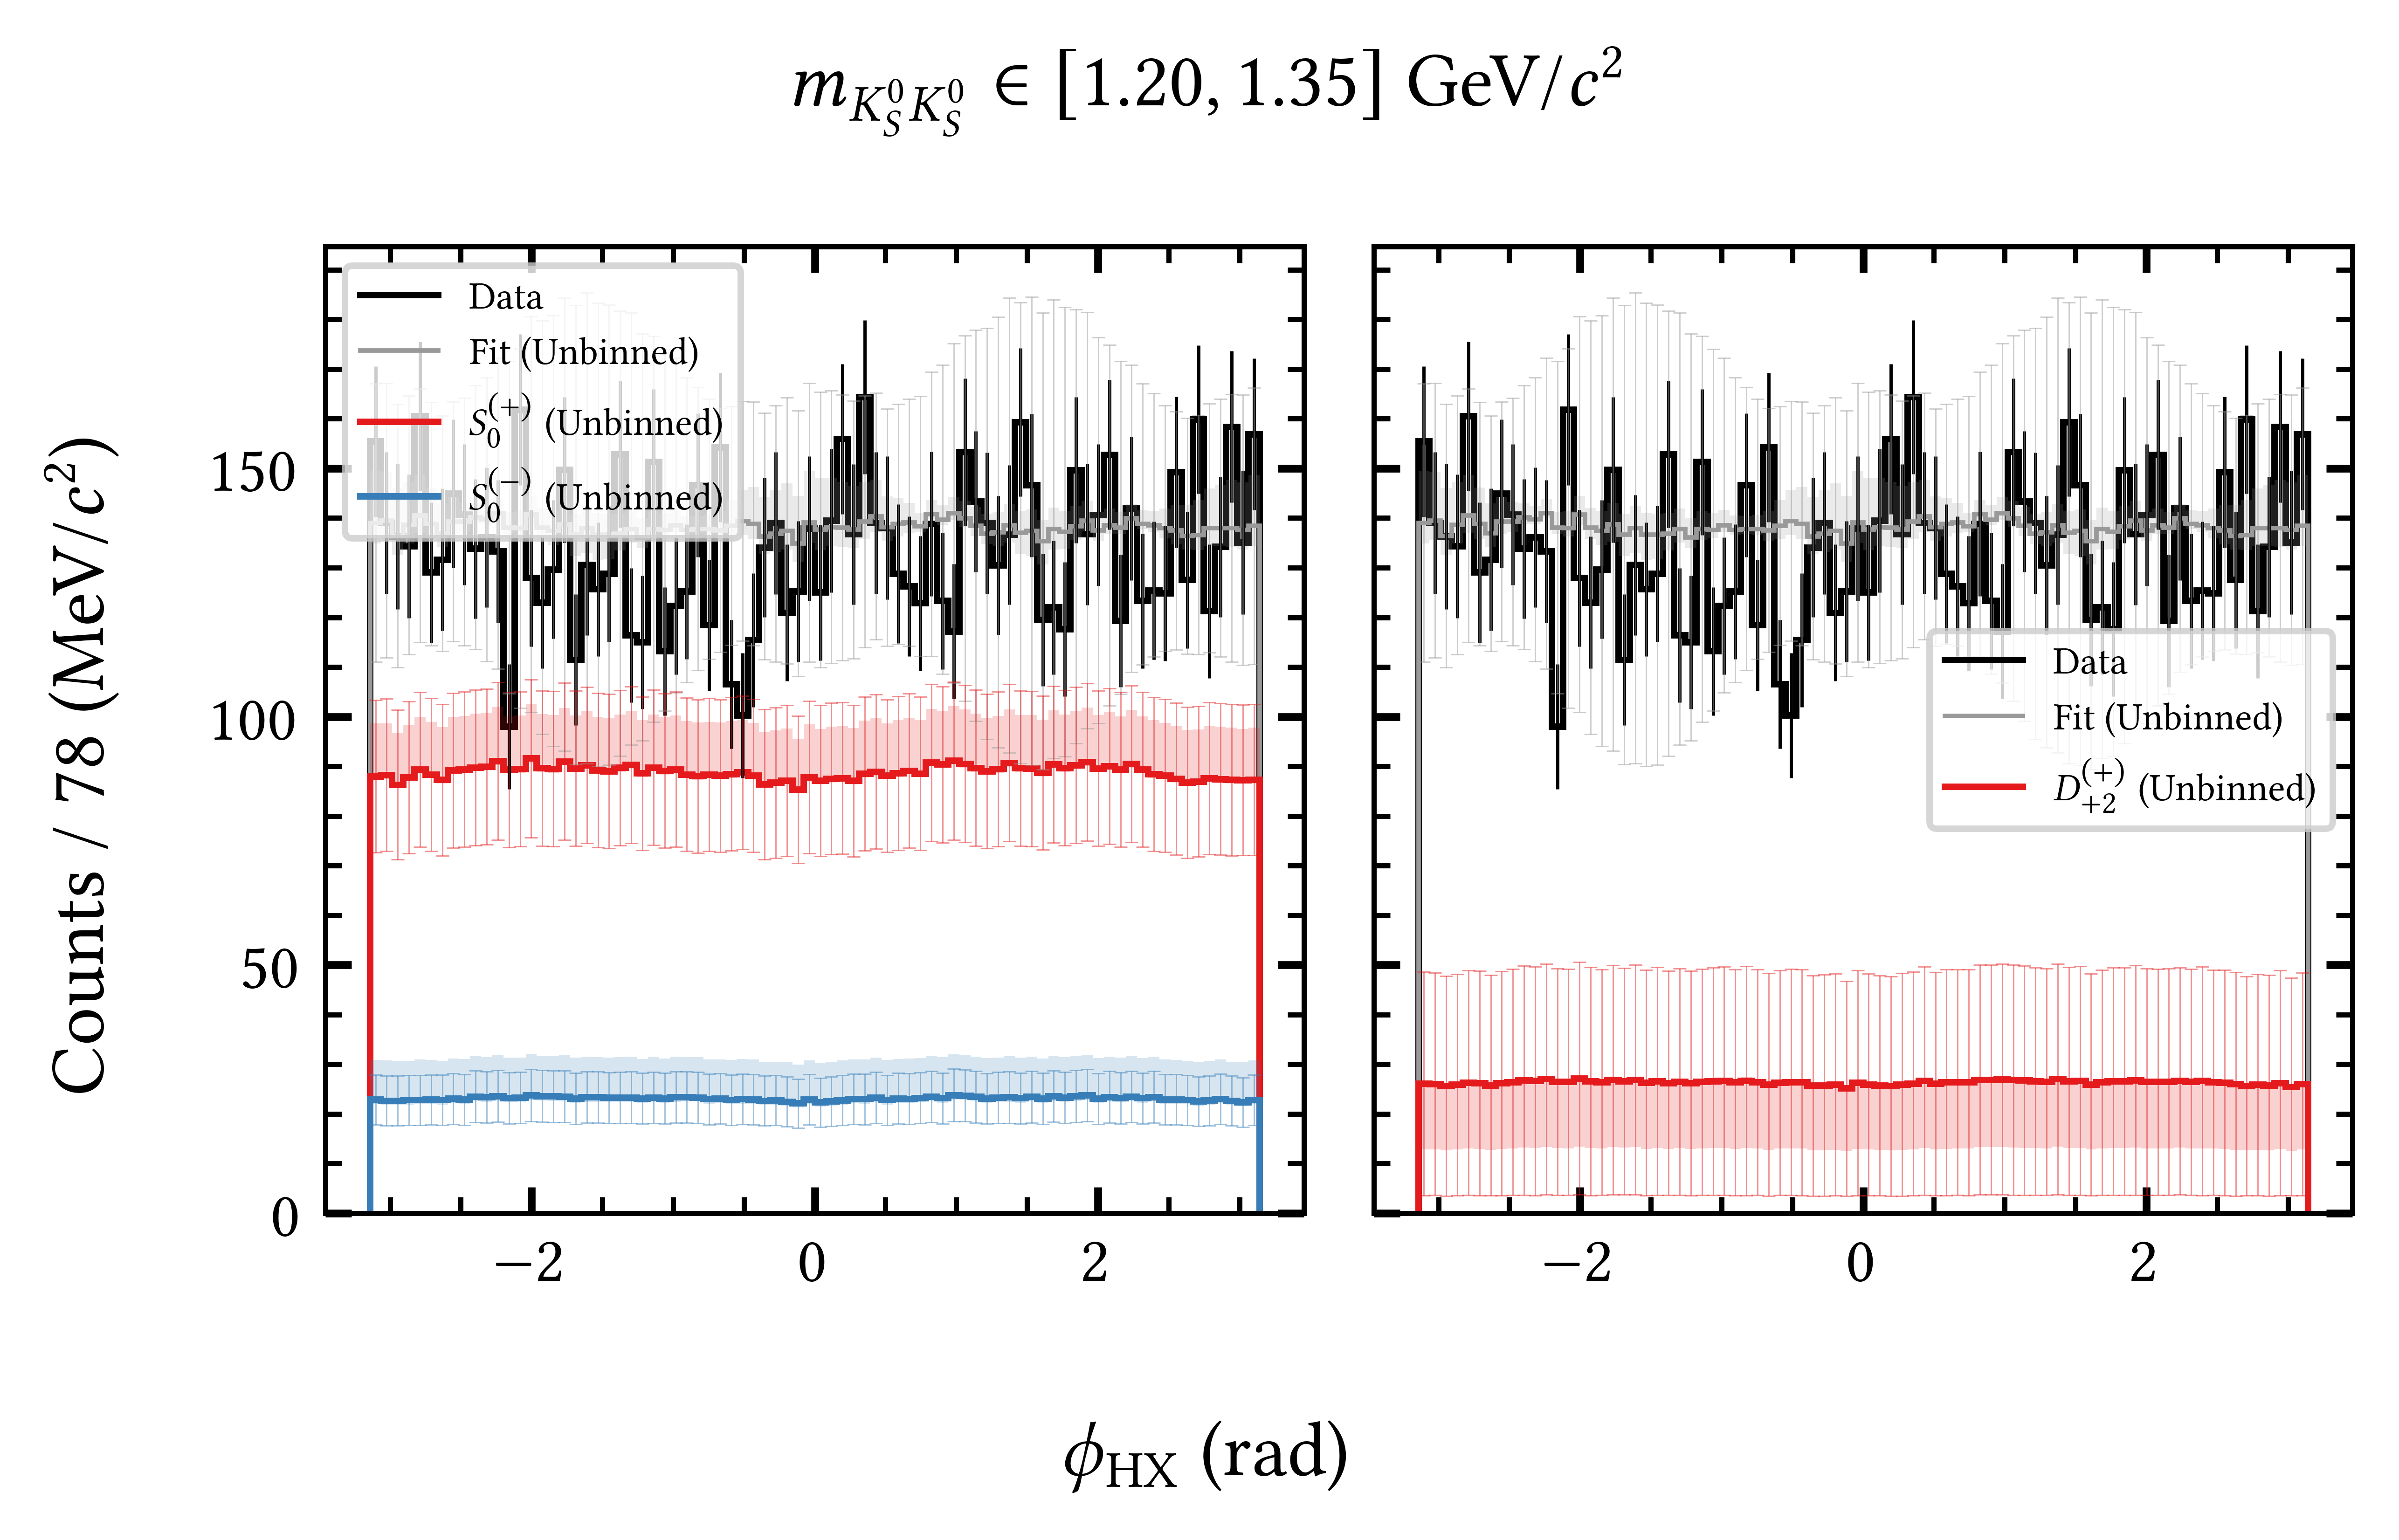 m_{K_S^0 K_S^0} ∈ [1.20, 1.35] GeV/c²
Counts / 78 (MeV/c²)
150
100
50
0
Data
Fit (Unbinned)
S_0^{(+)} (Unbinned)
S_0^{(−)} (Unbinned)
−2
0
2
Data
Fit (Unbinned)
D_{+2}^{(+)} (Unbinned)
−2
0
2
ϕ_{HX} (rad)